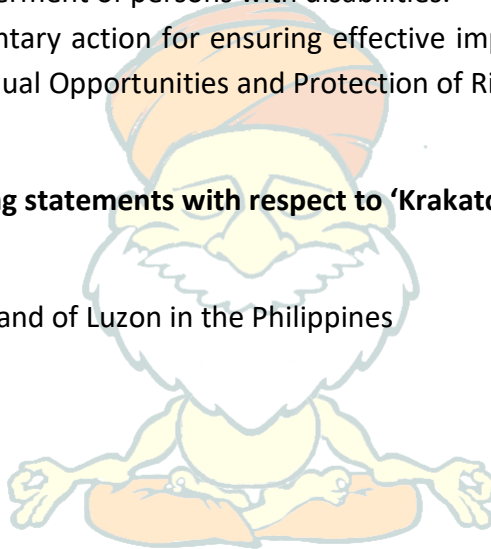 erment of persons with disabilities.
ntary action for ensuring effective imp
ual Opportunities and Protection of Ri
g statements with respect to ‘Krakato
and of Luzon in the Philippines